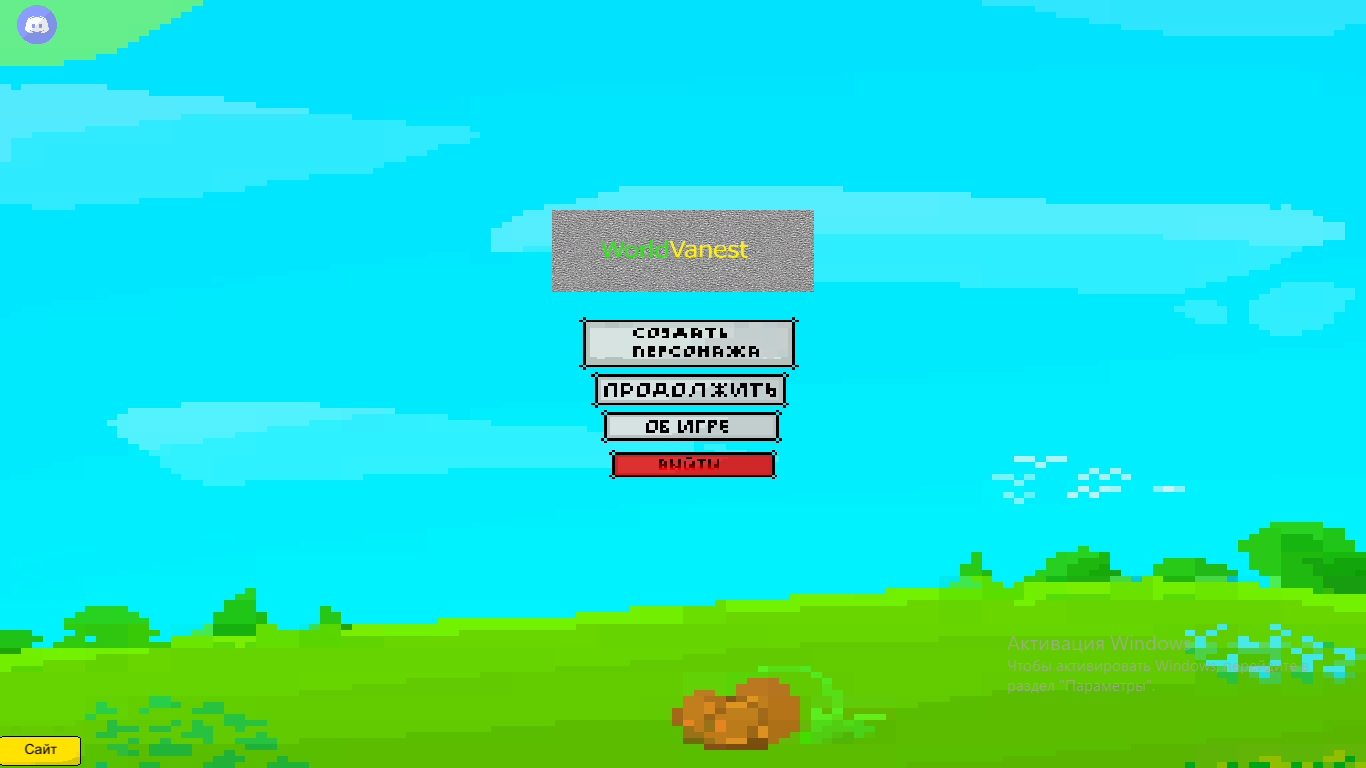 WorldVanest
СОЗДАТЬ
ПЕРСОНАЖА
ПРОДОЛЖИТЬ
ОБ ИГРЕ
ВЫЙТИ
Активация Windows
Чтобы активировать Windows, перейдите в
раздел "Параметры".
Сайт